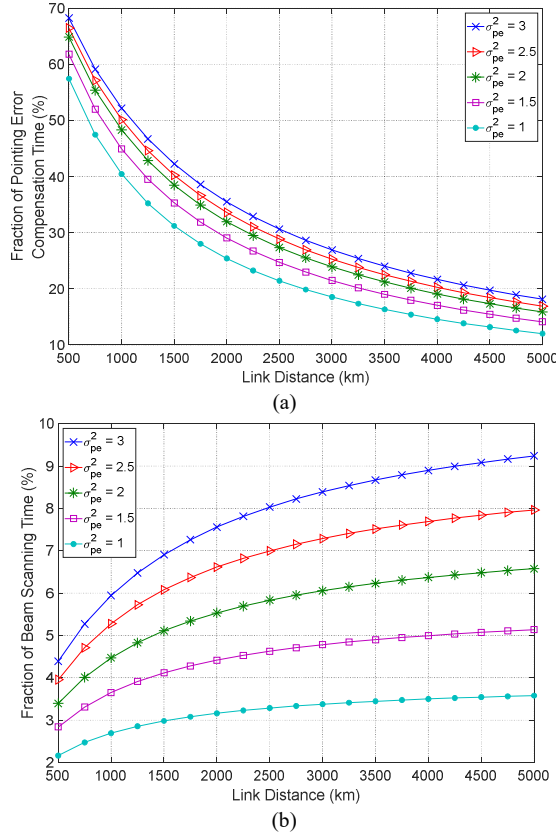 70
60
50
40
30
20
10
Fraction of Pointing Error
Compensation Time (%)
σ²pe = 3
σ²pe = 2.5
σ²pe = 2
σ²pe = 1.5
σ²pe = 1
500 1000 1500 2000 2500 3000 3500 4000 4500 5000
Link Distance (km)
(a)
10
9
8
7
6
5
4
3
2
Fraction of Beam Scanning Time (%)
σ²pe = 3
σ²pe = 2.5
σ²pe = 2
σ²pe = 1.5
σ²pe = 1
500 1000 1500 2000 2500 3000 3500 4000 4500 5000
Link Distance (km)
(b)